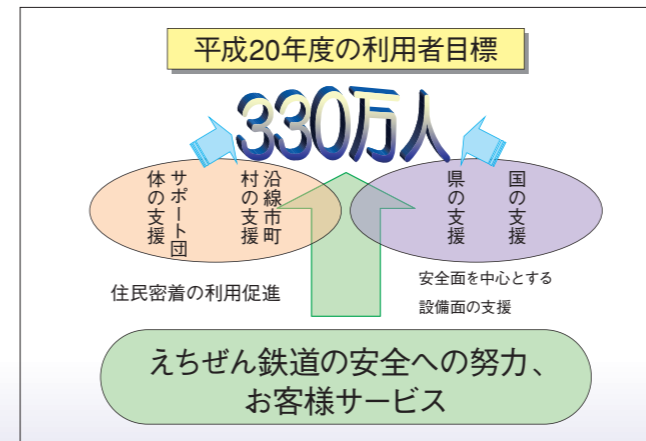 平成20年度の利用者目標
330万人
サポート団
体の支援
沿線市町
村の支援
県の支援
国の支援
住民密着の利用促進
安全面を中心とする
設備面の支援
えちぜん鉄道の安全への努力、
お客様サービス